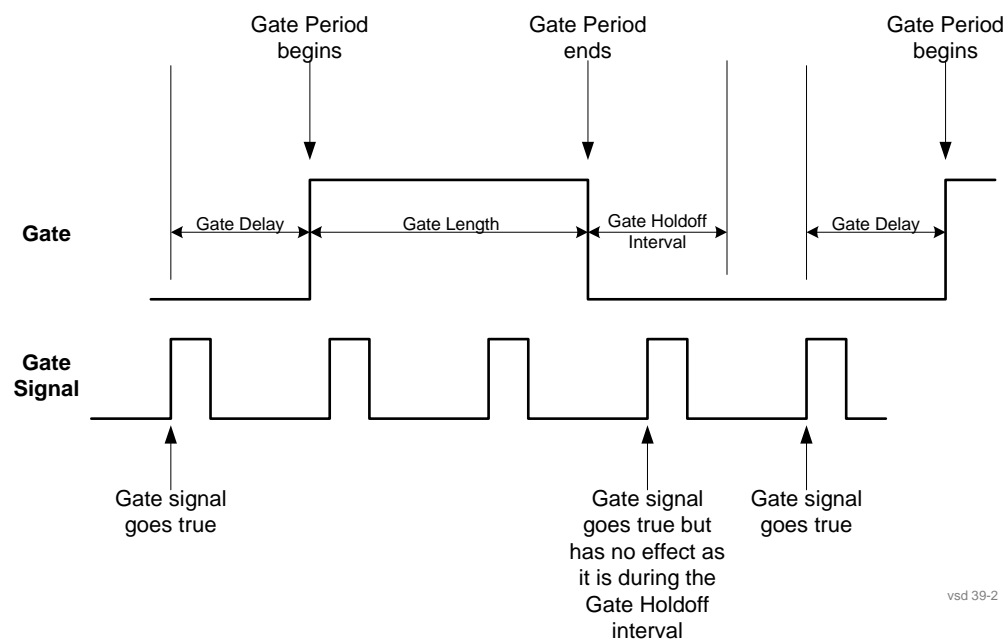 Gate Period
begins
Gate Period
ends
Gate Period
begins
Gate
Gate Delay
Gate Length
Gate Holdoff
Interval
Gate Delay
Gate
Signal
Gate signal
goes true
Gate signal
goes true but
has no effect as
it is during the
Gate Holdoff
interval
Gate signal
goes true
vsd 39-2